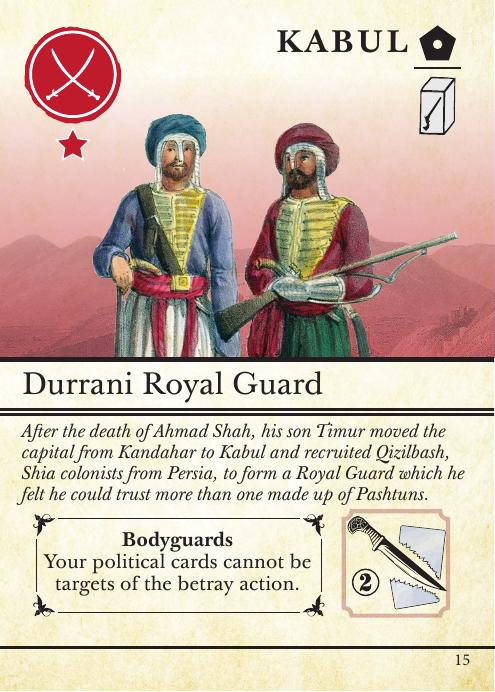 KABUL
Durrani Royal Guard
After the death of Ahmad Shah, his son Timur moved the
capital from Kandahar to Kabul and recruited Qizilbash,
Shia colonists from Persia, to form a Royal Guard which he
felt he could trust more than one made up of Pashtuns.
Bodyguards
Your political cards cannot be
targets of the betray action.
2
15